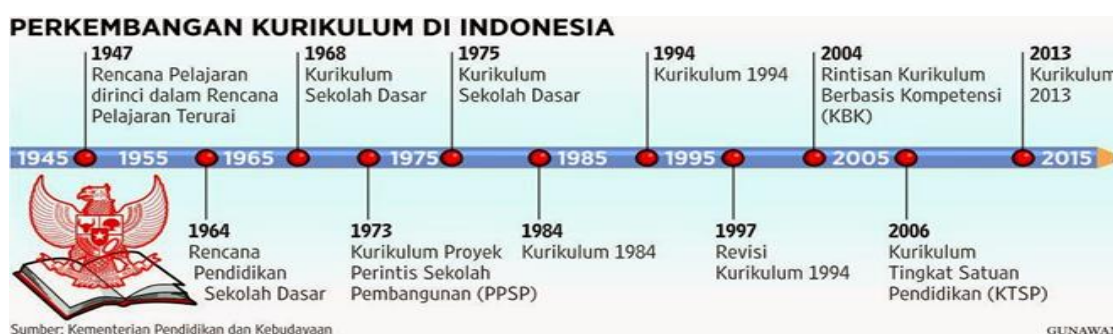 PERKEMBANGAN KURIKULUM DI INDONESIA
1947
Rencana Pelajaran
dirinci dalam Rencana
Pelajaran Terurai
1968
Kurikulum
Sekolah Dasar
1975
Kurikulum
Sekolah Dasar
1994
Kurikulum 1994
2004
Rintisan Kurikulum
Berbasis Kompetensi
(KBK)
2013
Kurikulum
2013
1945 1955 1965 1975 1985 1995 2005 2015
1964
Rencana
Pendidikan
Sekolah Dasar
1973
Kurikulum Proyek
Perintis Sekolah
Pembangunan (PPSP)
1984
Kurikulum 1984
1997
Revisi
Kurikulum 1994
2006
Kurikulum
Tingkat Satuan
Pendidikan (KTSP)
Sumber: Kementerian Pendidikan dan Kebudayaan
GUNAWAN